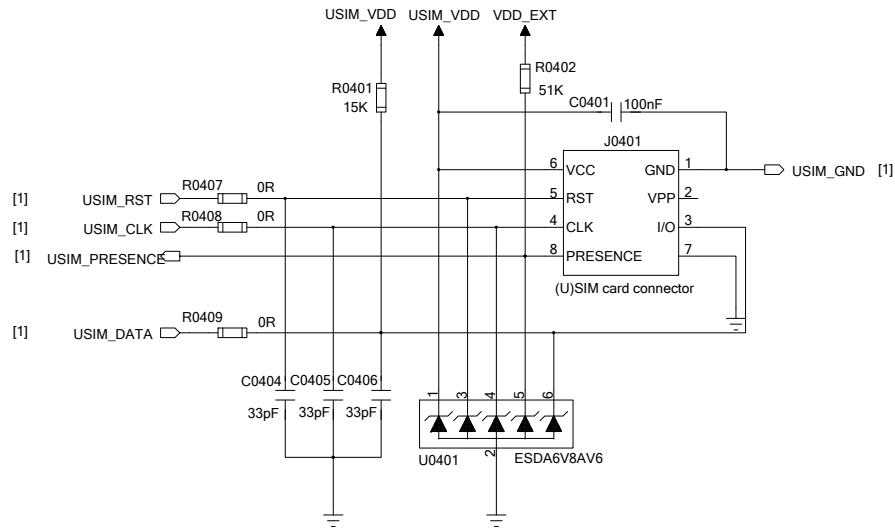 USIM_VDD USIM_VDD VDD_EXT
R0401
15K
R0402
51K
C0401 100nF
J0401
6 VCC GND 1
USIM_GND [1]
[1] USIM_RST R0407 0R
5 RST VPP 2
[1] USIM_CLK R0408 0R
4 CLK I/O 3
[1] USIM_PRESENCE
8 PRESENCE 7
(U)SIM card connector
[1] USIM_DATA R0409 0R
C0404 C0405 C0406
33pF 33pF 33pF
1 3 4 5 6
2
U0401 ESDA6V8AV6